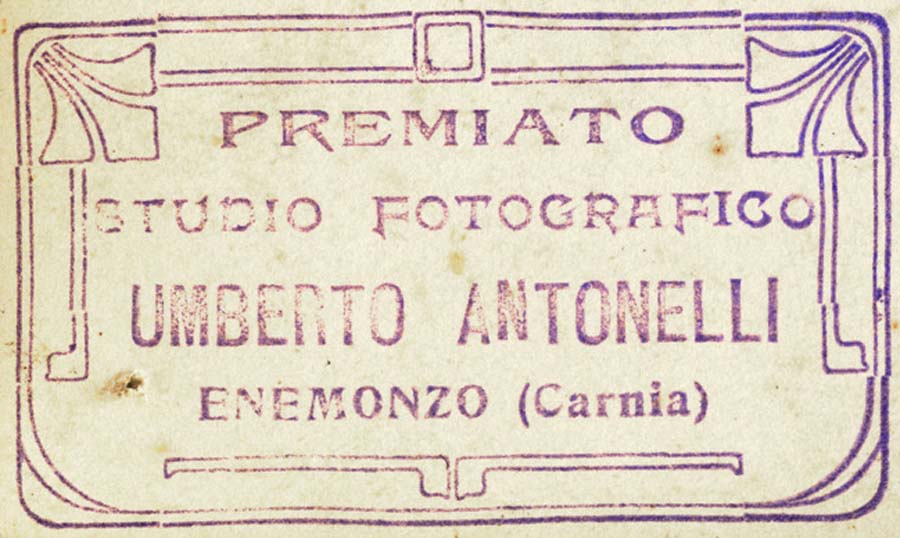 PREMIATO
STUDIO FOTOGRAFICO
UMBERTO ANTONELLI
ENEMONZO (Carnia)